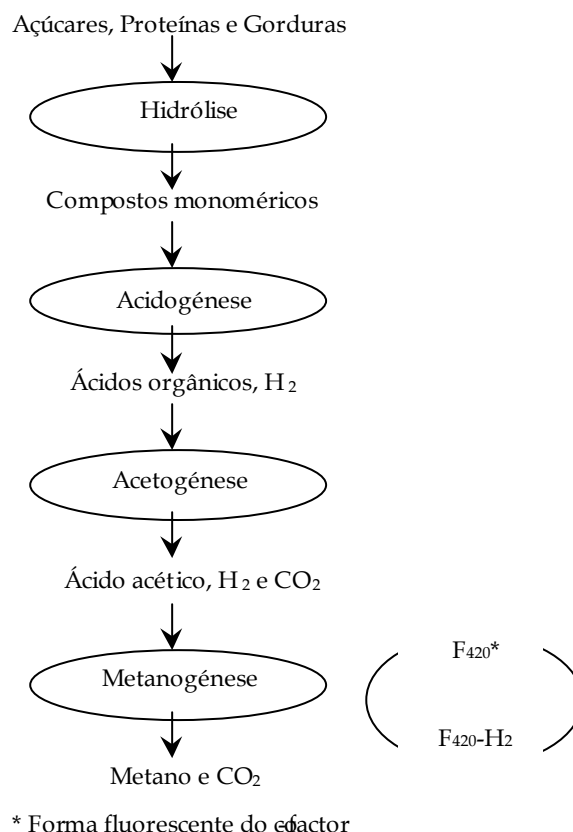 Açúcares, Proteínas e Gorduras
Hidrólise
Compostos monoméricos
Acidogénese
Ácidos orgânicos, H₂
Acetogénese
Ácido acético, H₂ e CO₂
Metanogénese
F₄₂₀*
F₄₂₀-H₂
Metano e CO₂
* Forma fluorescente do